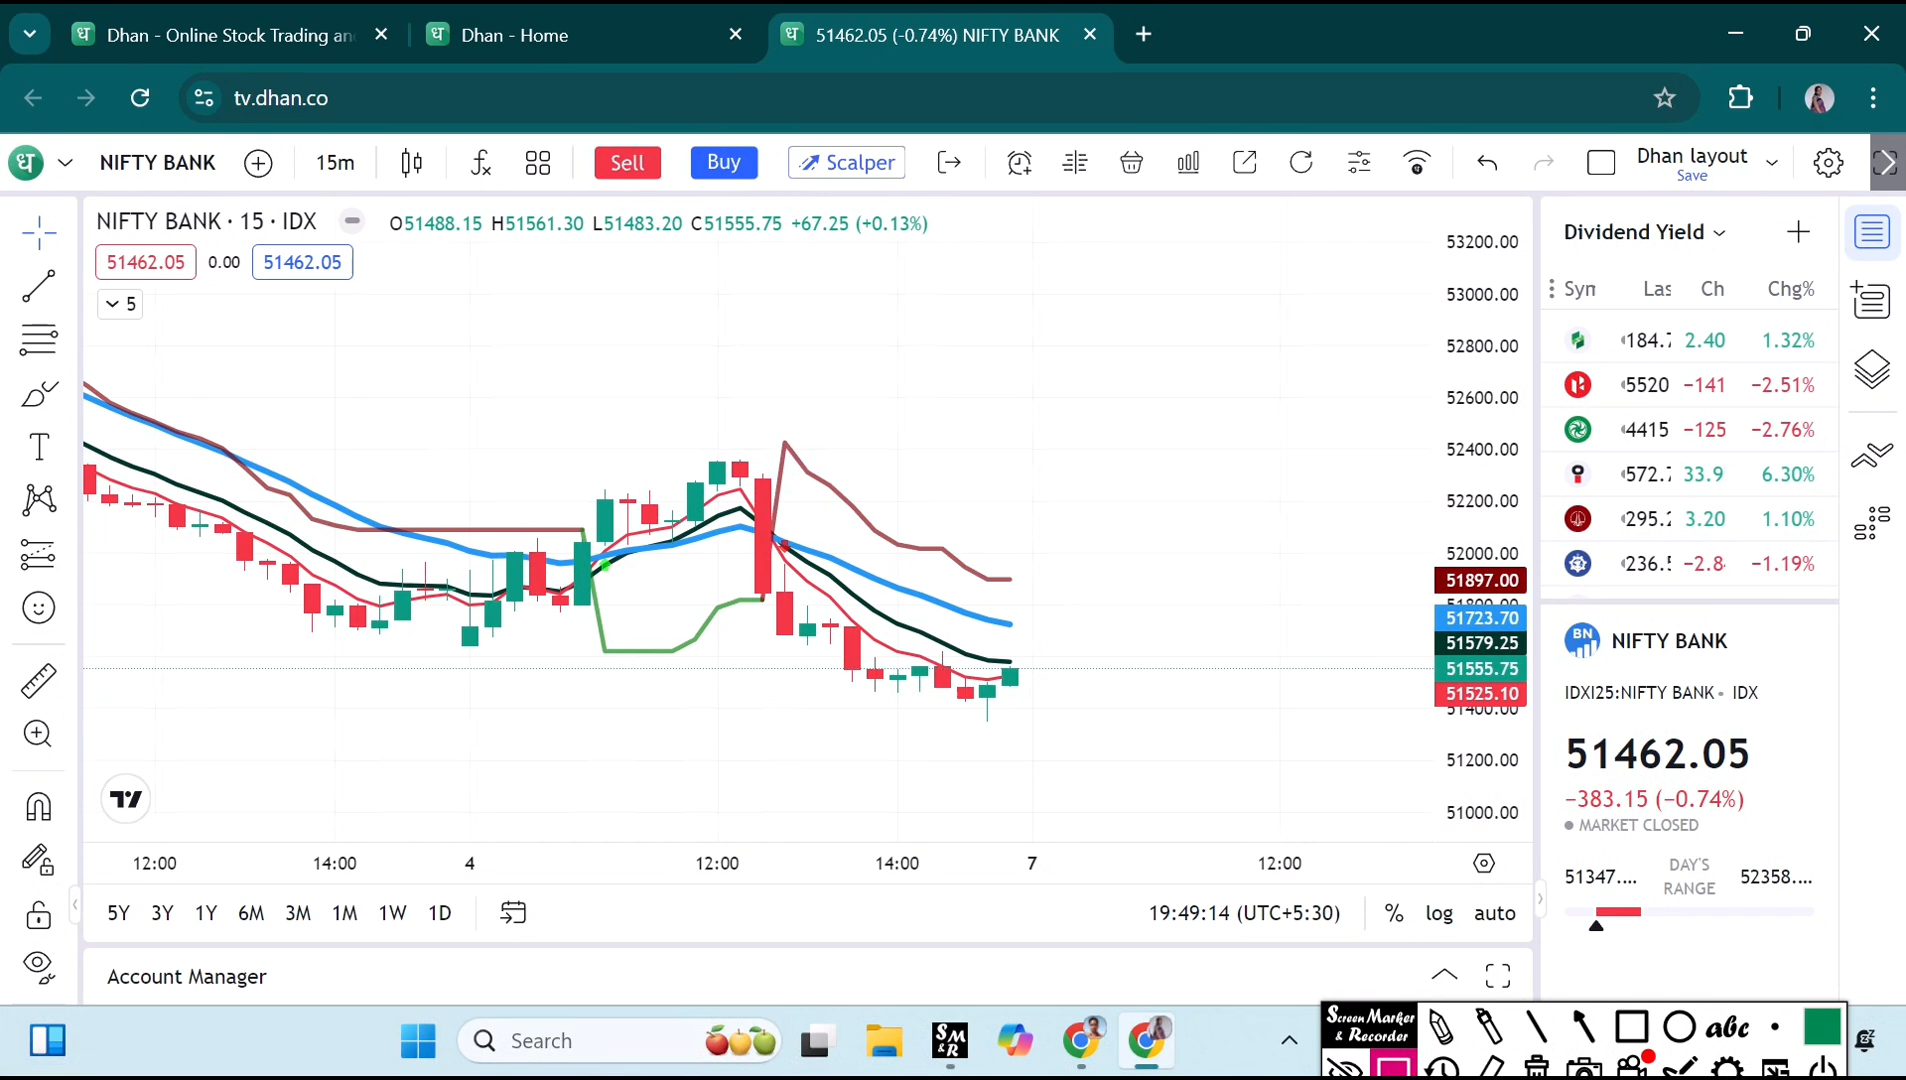 Dhan - Online Stock Trading an
Dhan - Home
51462.05 (-0.74%) NIFTY BANK
tv.dhan.co
ध
NIFTY BANK
15m
Sell
Buy
Scalper
Dhan layout
Save
NIFTY BANK · 15 · IDX
O51488.15 H51561.30 L51483.20 C51555.75 +67.25 (+0.13%)
51462.05 0.00 51462.05
5
53200.00
53000.00
52800.00
52600.00
52400.00
52200.00
52000.00
51897.00
51800.00
51723.70
51579.25
51555.75
51525.10
51400.00
51200.00
51000.00
12:00 14:00 4 12:00 14:00 7 12:00
5Y 3Y 1Y 6M 3M 1M 1W 1D
19:49:14 (UTC+5:30) % log auto
Account Manager
Dividend Yield
Sym Las Ch Chg%
184.7 2.40 1.32%
5520 −141 −2.51%
4415 −125 −2.76%
572.7 33.9 6.30%
295.2 3.20 1.10%
236.5 −2.8 −1.19%
BN NIFTY BANK
IDXI25:NIFTY BANK • IDX
51462.05
−383.15 (−0.74%)
MARKET CLOSED
51347.... DAY'S RANGE 52358....
Search
SM
&R
Screen Marker
& Recorder
abc